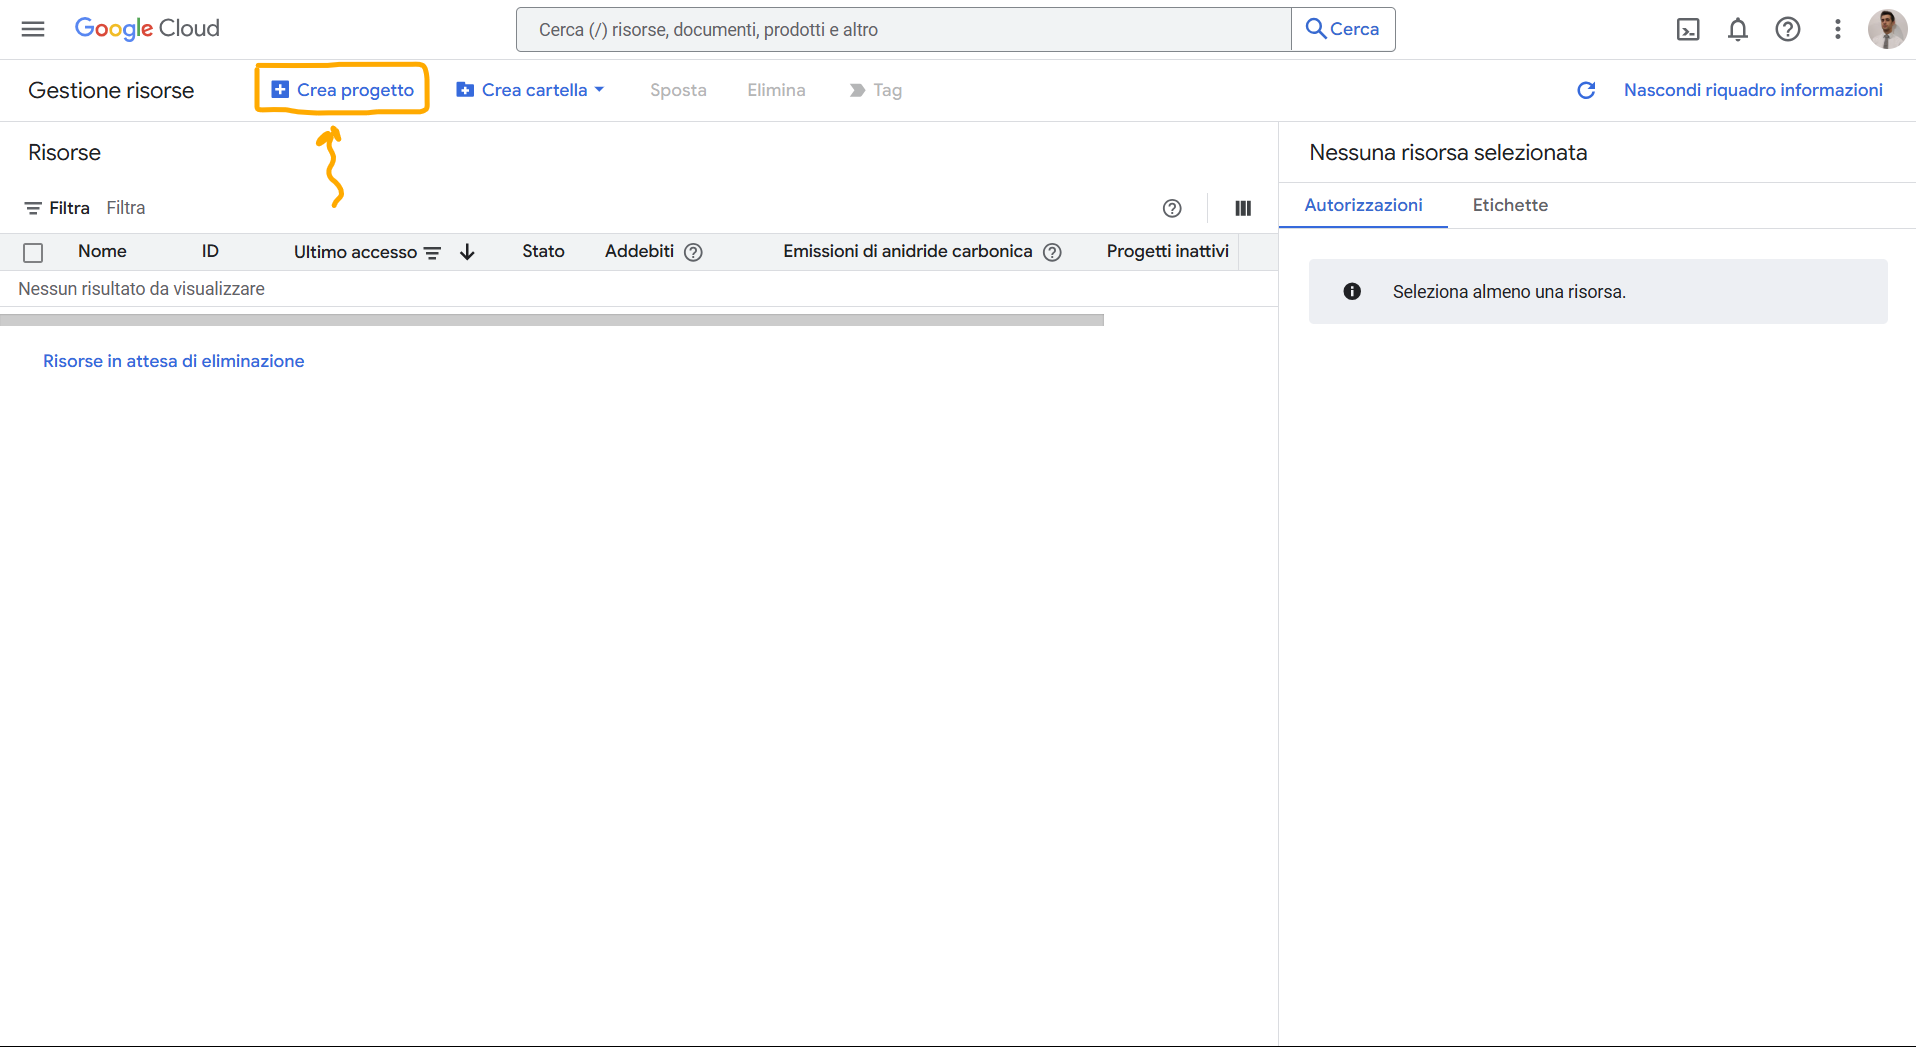 Google Cloud
Cerca (/) risorse, documenti, prodotti e altro
Cerca
Gestione risorse
Crea progetto
Crea cartella
Sposta
Elimina
Tag
Nascondi riquadro informazioni
Risorse
Filtra Filtra
Nome ID Ultimo accesso Stato Addebiti Emissioni di anidride carbonica Progetti inattivi
Nessun risultato da visualizzare
Risorse in attesa di eliminazione
Nessuna risorsa selezionata
Autorizzazioni Etichette
Seleziona almeno una risorsa.